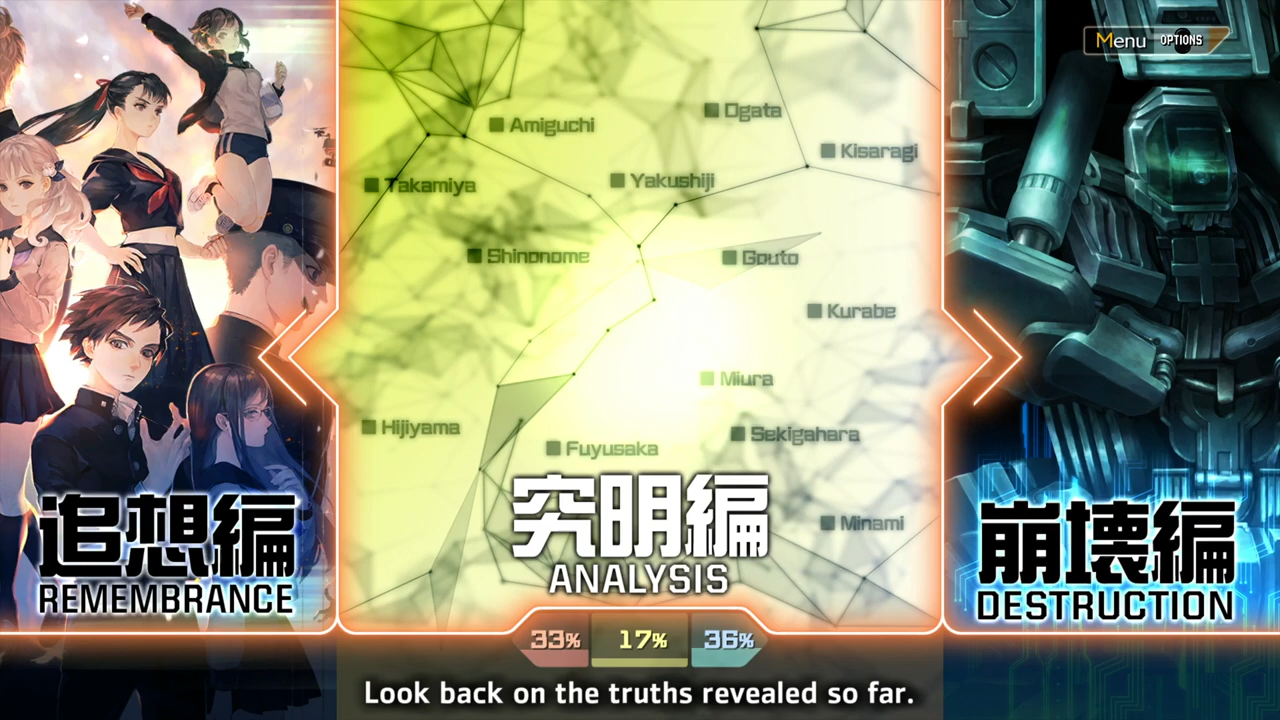 Menu OPTIONS
Amiguchi
Ogata
Kisaragi
Takamiya
Yakushiji
Shinonome
Gouto
Kurabe
Miura
Hijiyama
Fuyusaka
Sekigahara
Minami
追想編
REMEMBRANCE
究明編
ANALYSIS
崩壊編
DESTRUCTION
33% 17% 36%
Look back on the truths revealed so far.